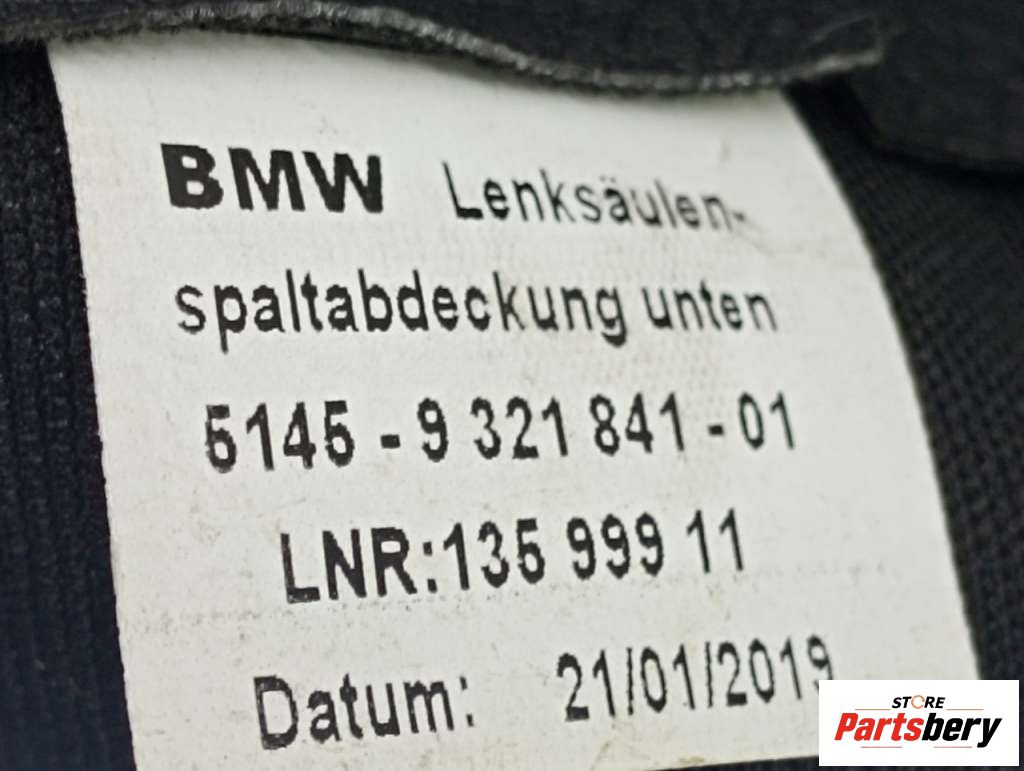 BMW Lenksäulen-
spaltabdeckung unten
5145 - 9 321 841 - 01
LNR:135 999 11
Datum: 21/01/2019
STORE
Partsbery